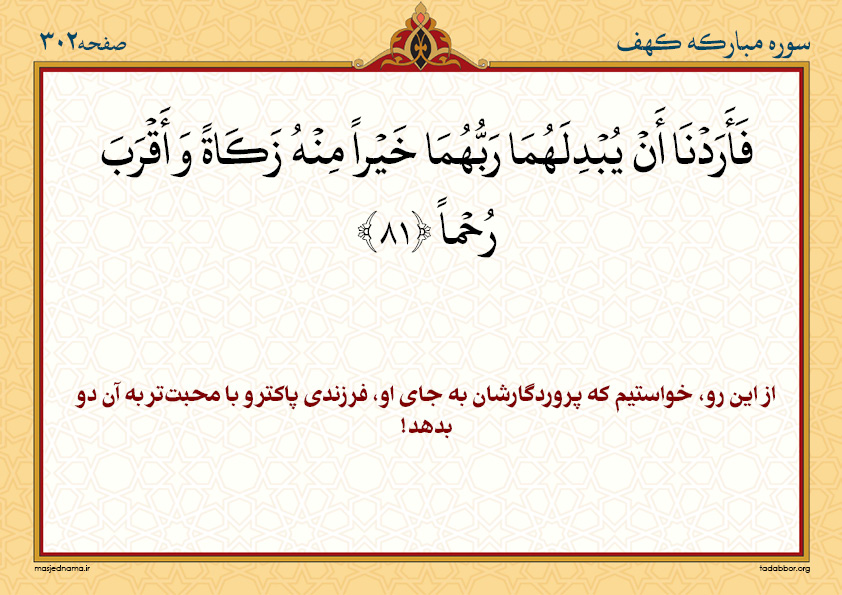 سوره مبارکه کهف
صفحه۳۰۲
فَأَرَدْنَا أَنْ يُبْدِلَهُمَا رَبُّهُمَا خَيْراً مِنْهُ زَكَاةً وَ أَقْرَبَ
رُحْماً ﴿۸۱﴾
از این رو، خواستیم که پروردگارشان به جای او، فرزندی پاکتر و با محبت‌تر به آن دو
بدهد!
masjednama.ir
tadabbor.org